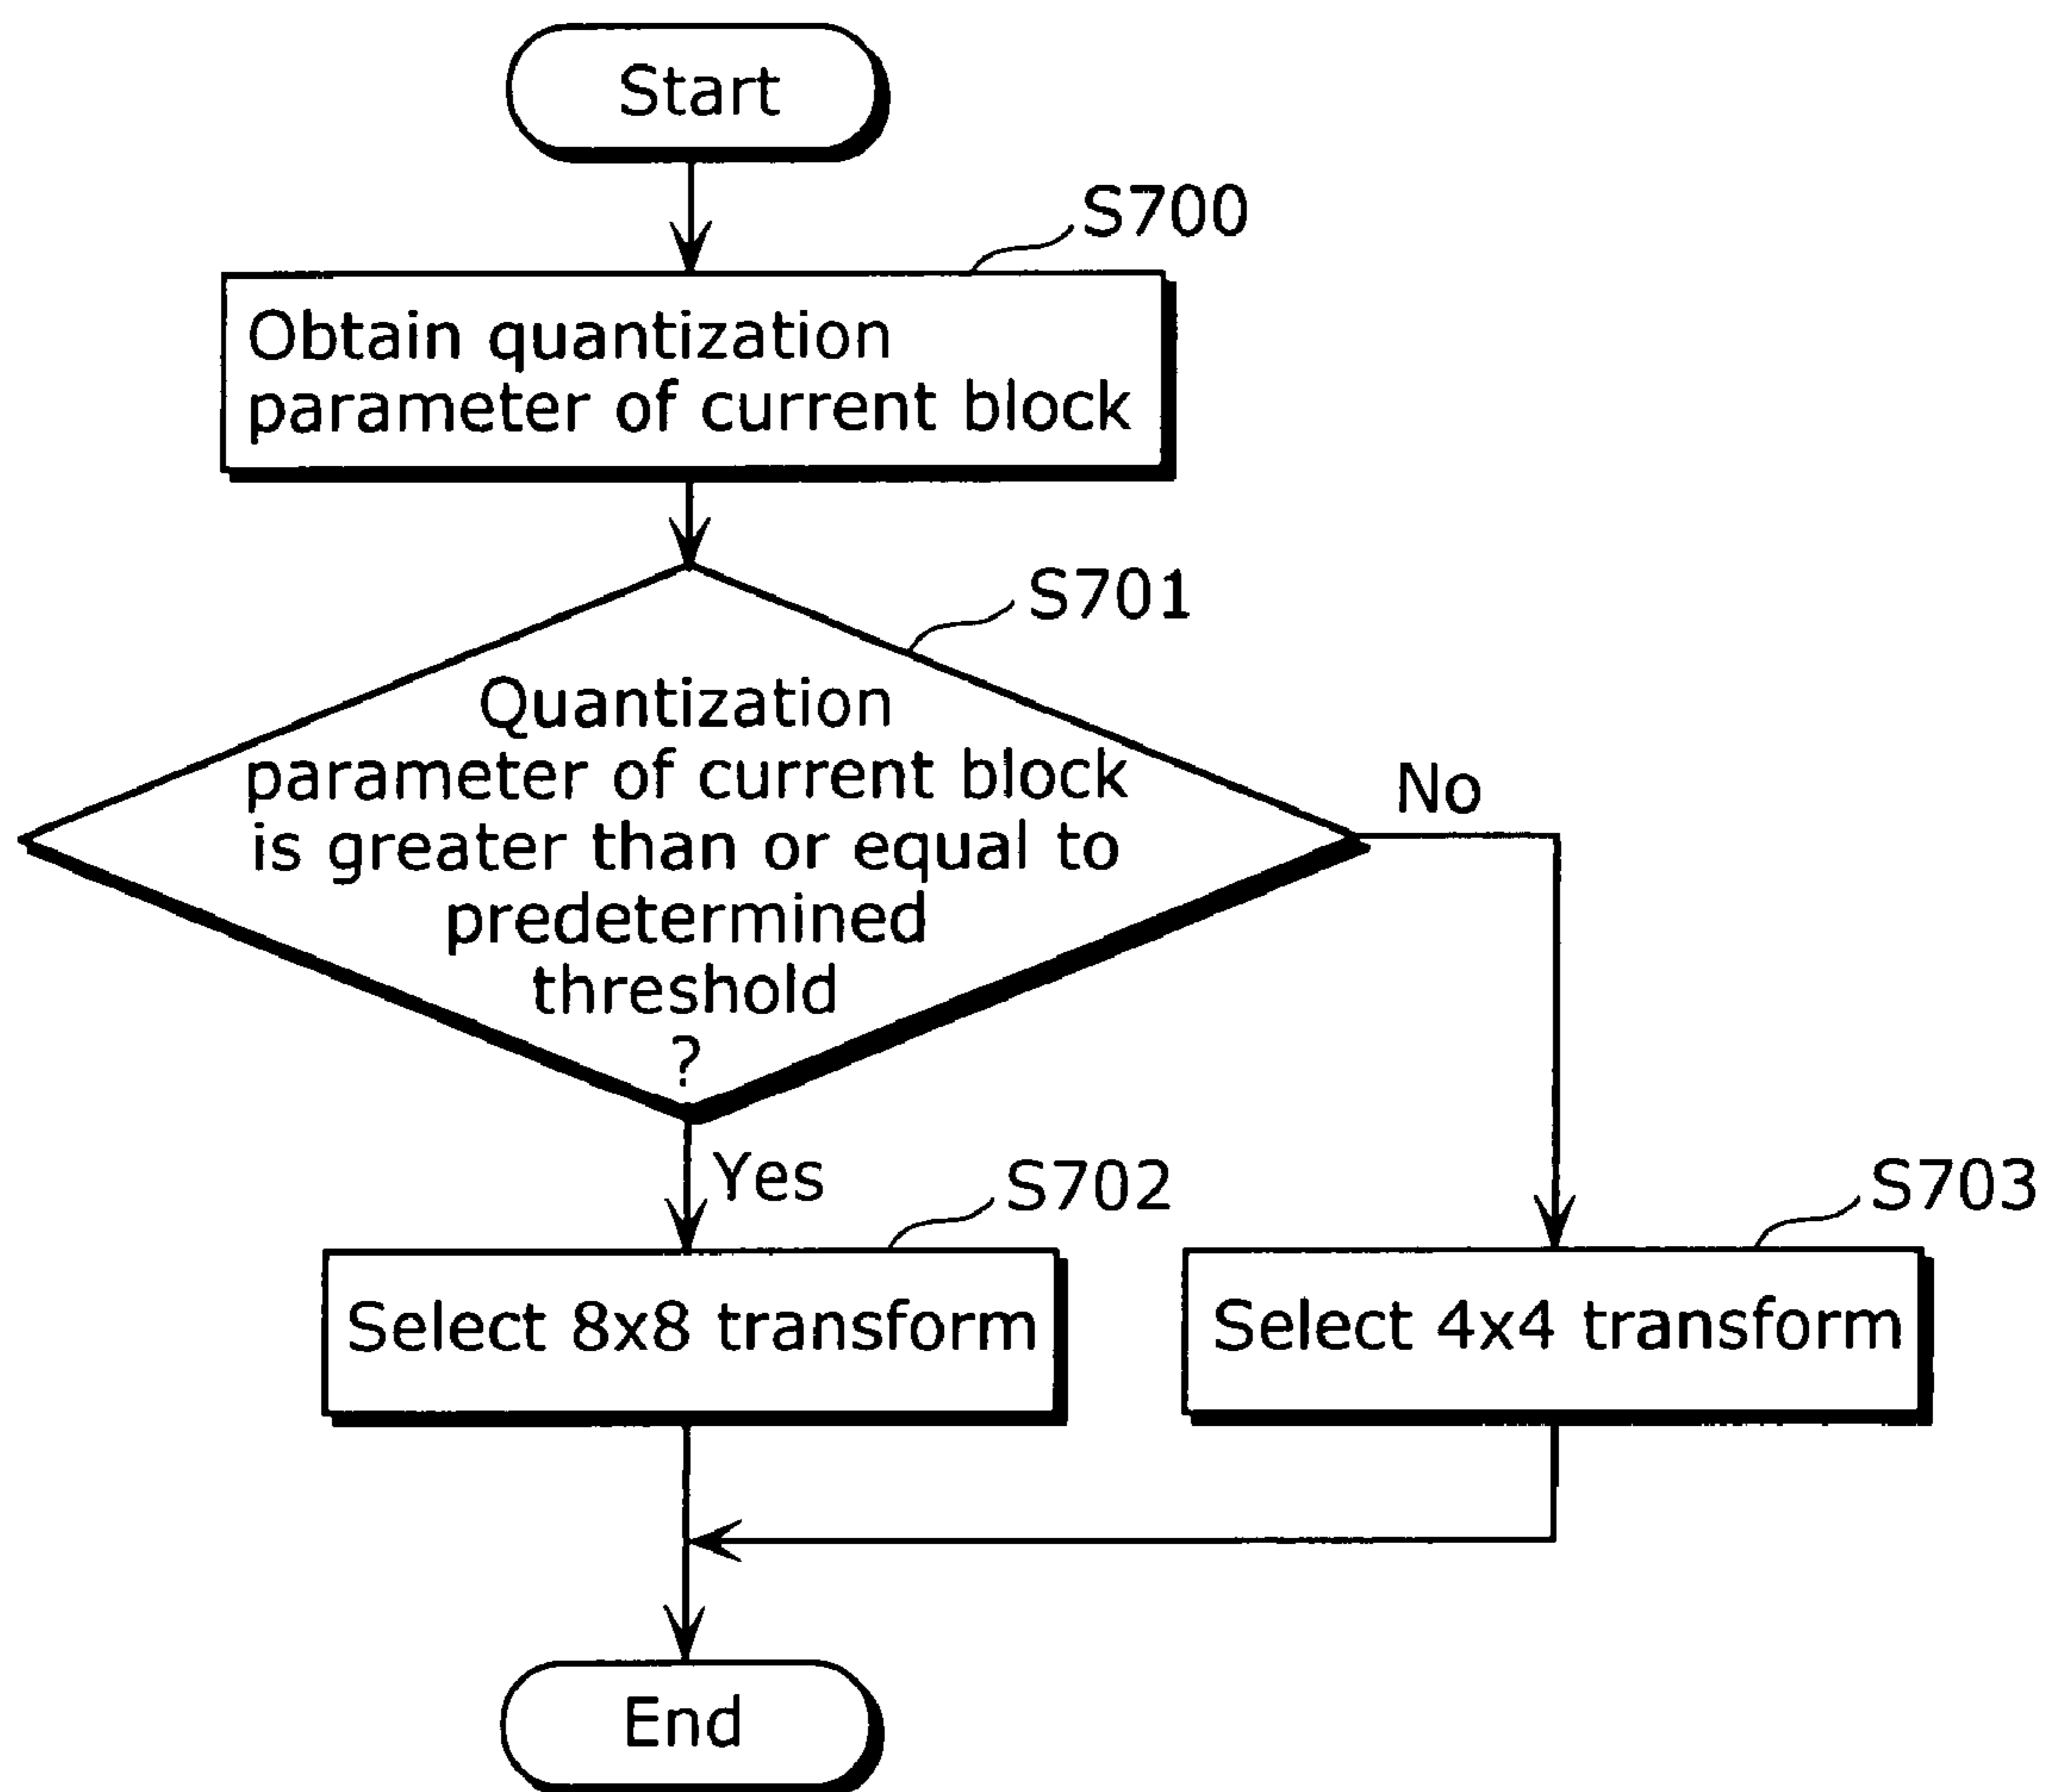 Start
S700
Obtain quantization
parameter of current block
S701
Quantization
parameter of current block
is greater than or equal to
predetermined
threshold
?
No
Yes
S702
S703
Select 8x8 transform
Select 4x4 transform
End